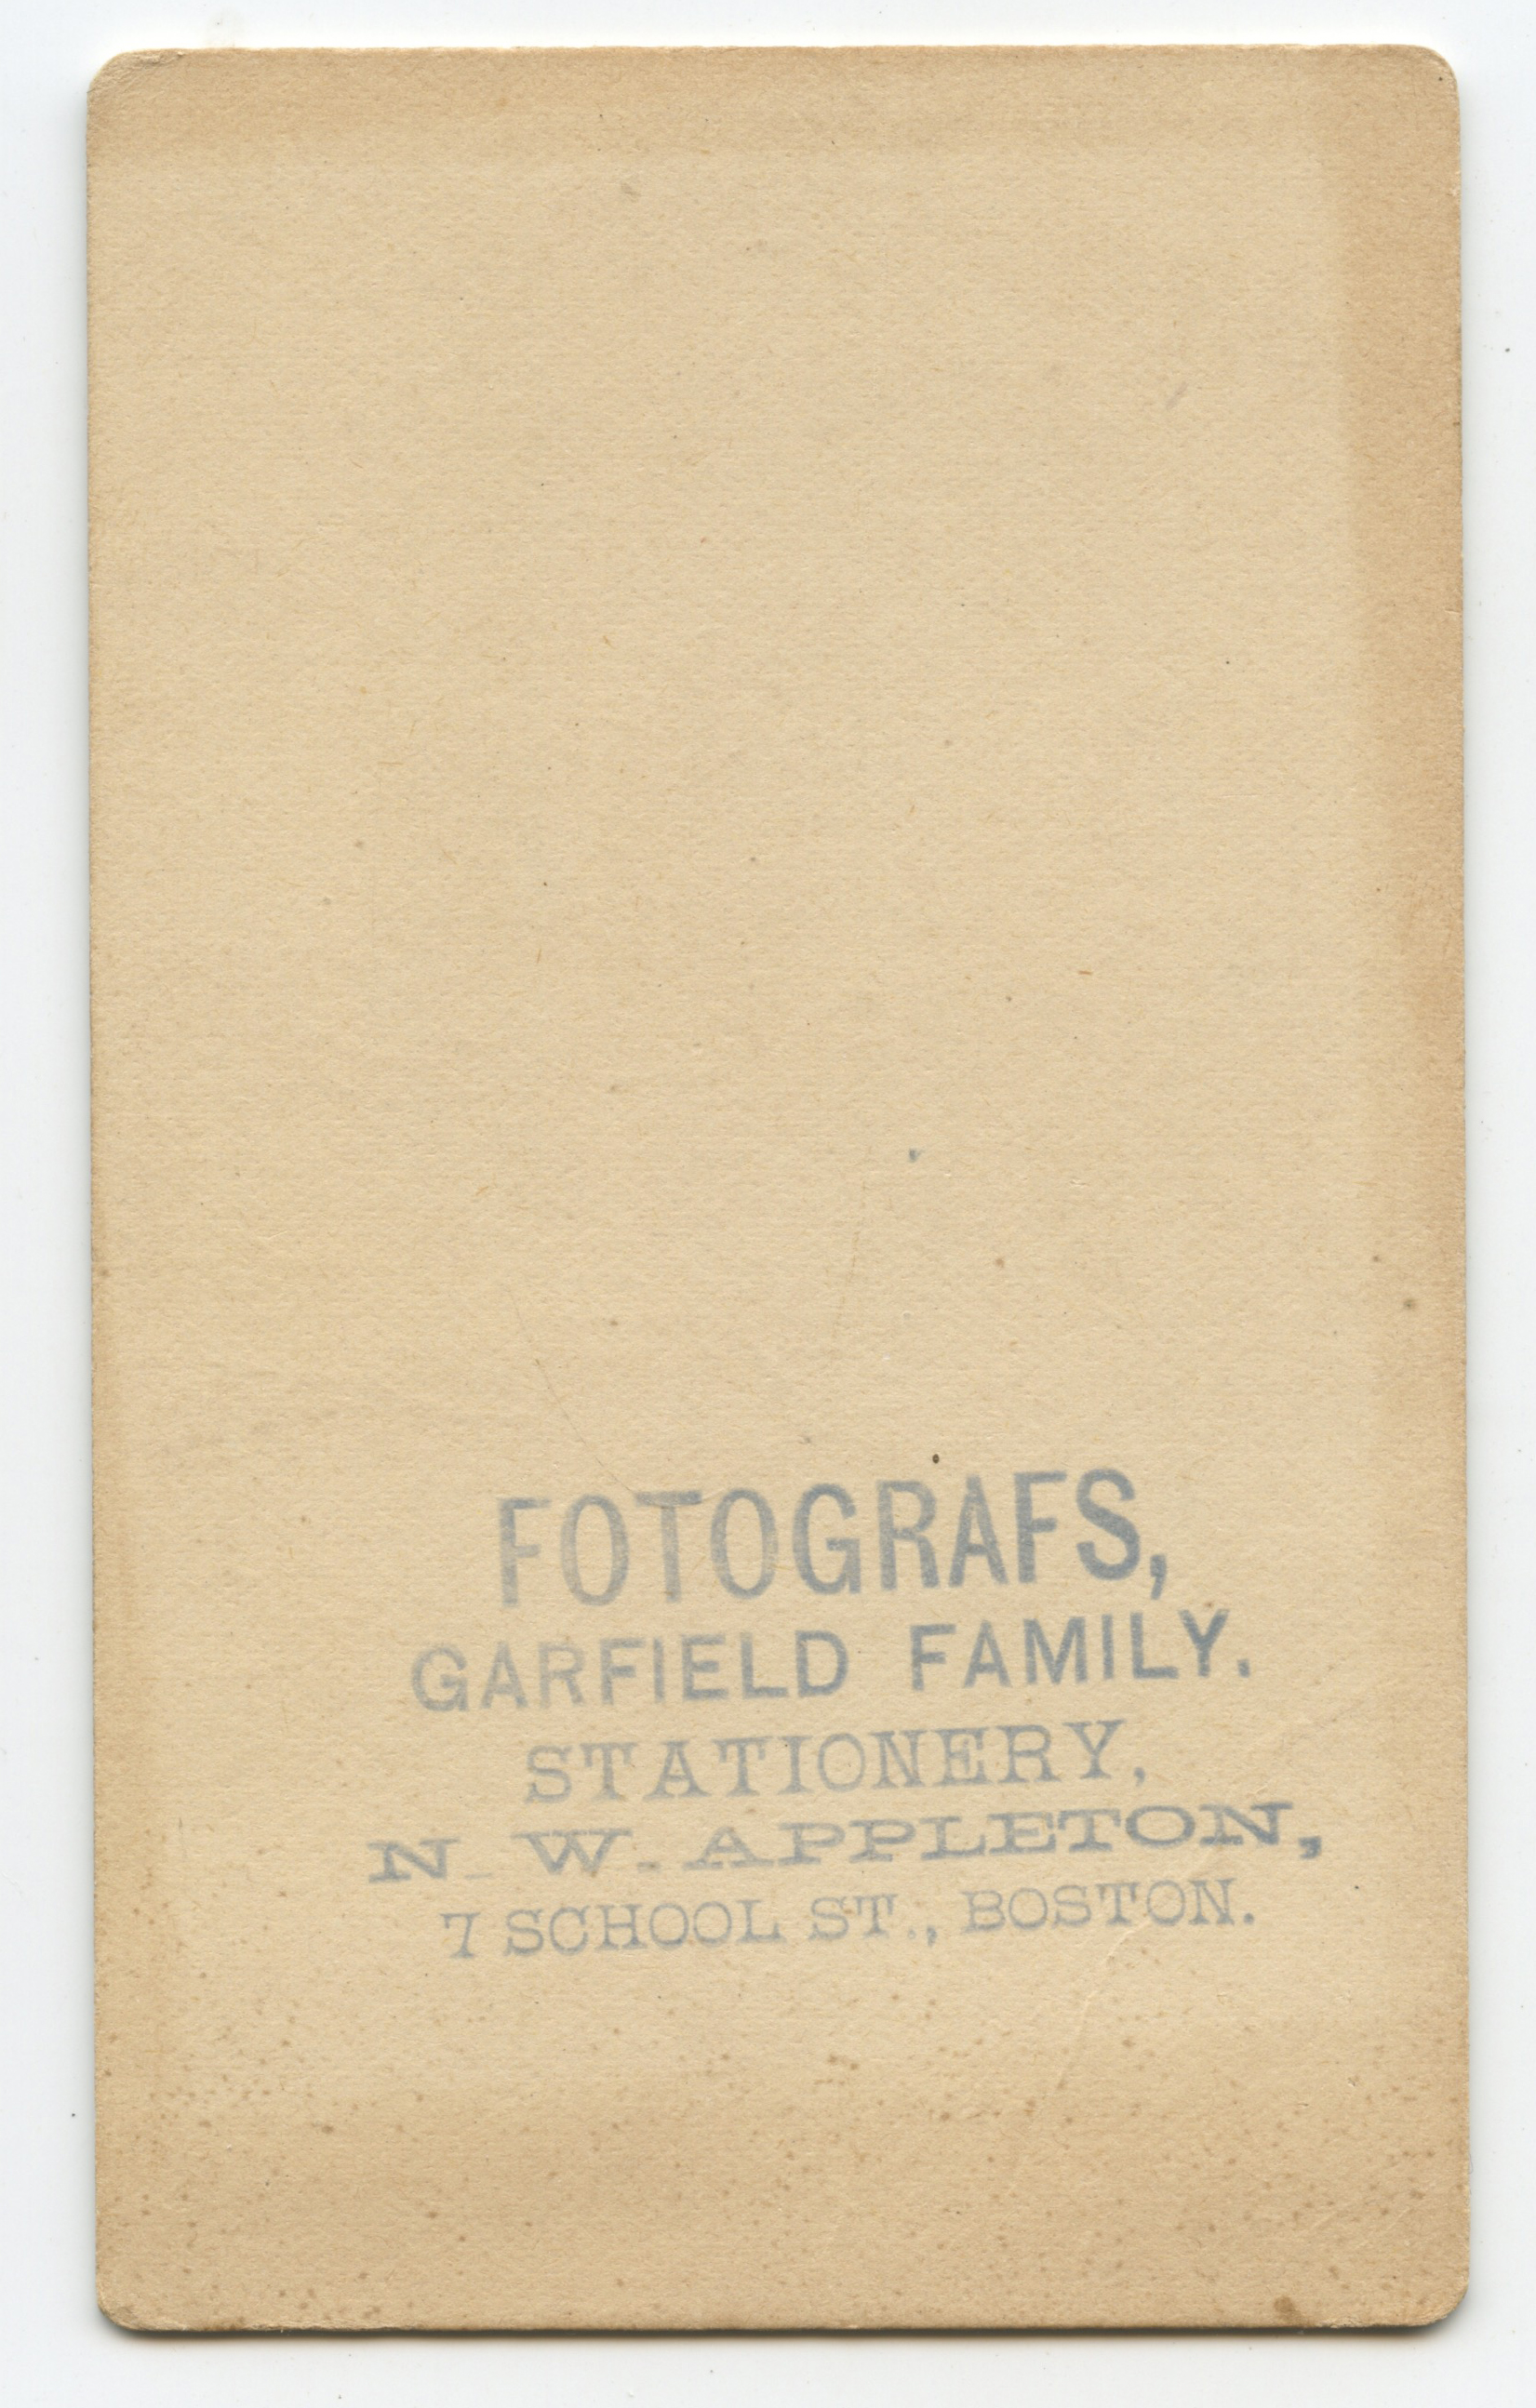 FOTOGRAFS,
GARFIELD FAMILY.
STATIONERY,
N. W. APPLETON,
7 SCHOOL ST., BOSTON.